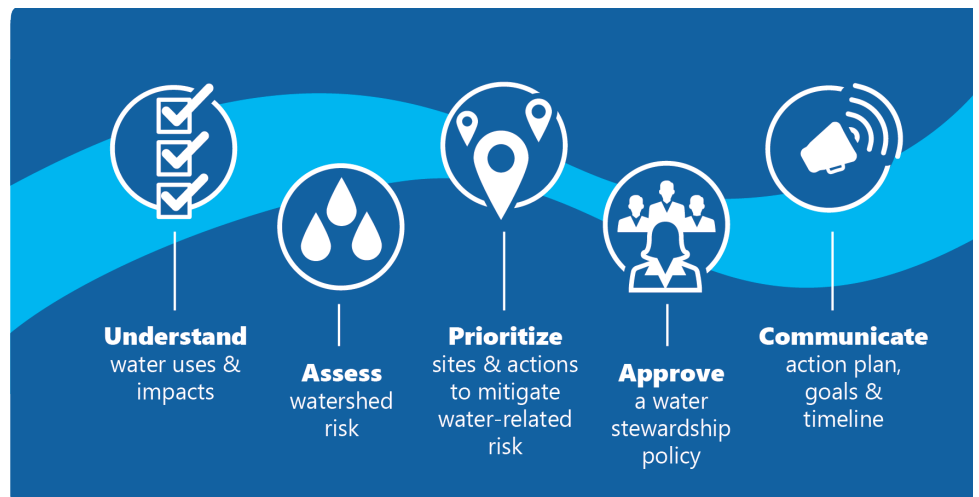 Understand
water uses &
impacts
Assess
watershed
risk
Prioritize
sites & actions
to mitigate
water-related
risk
Approve
a water
stewardship
policy
Communicate
action plan,
goals &
timeline